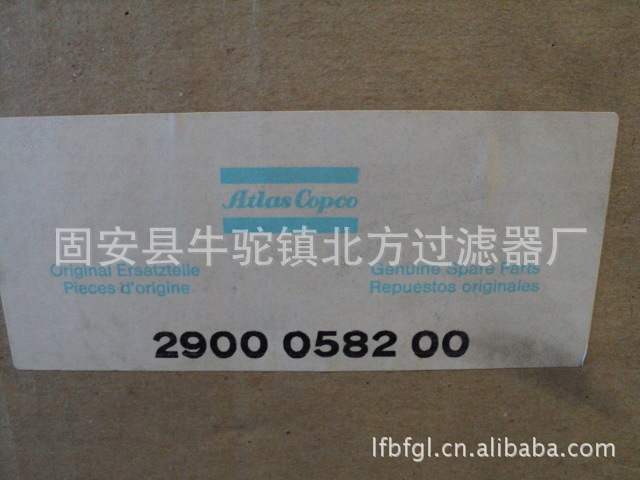 Atlas Copco
固安县牛驼镇北方过滤器厂
Original Ersatzteile
Pieces d'origine
Genuine Spare Parts
Repuestos originales
2900 0582 00
lfbfgl.cn.alibaba.com